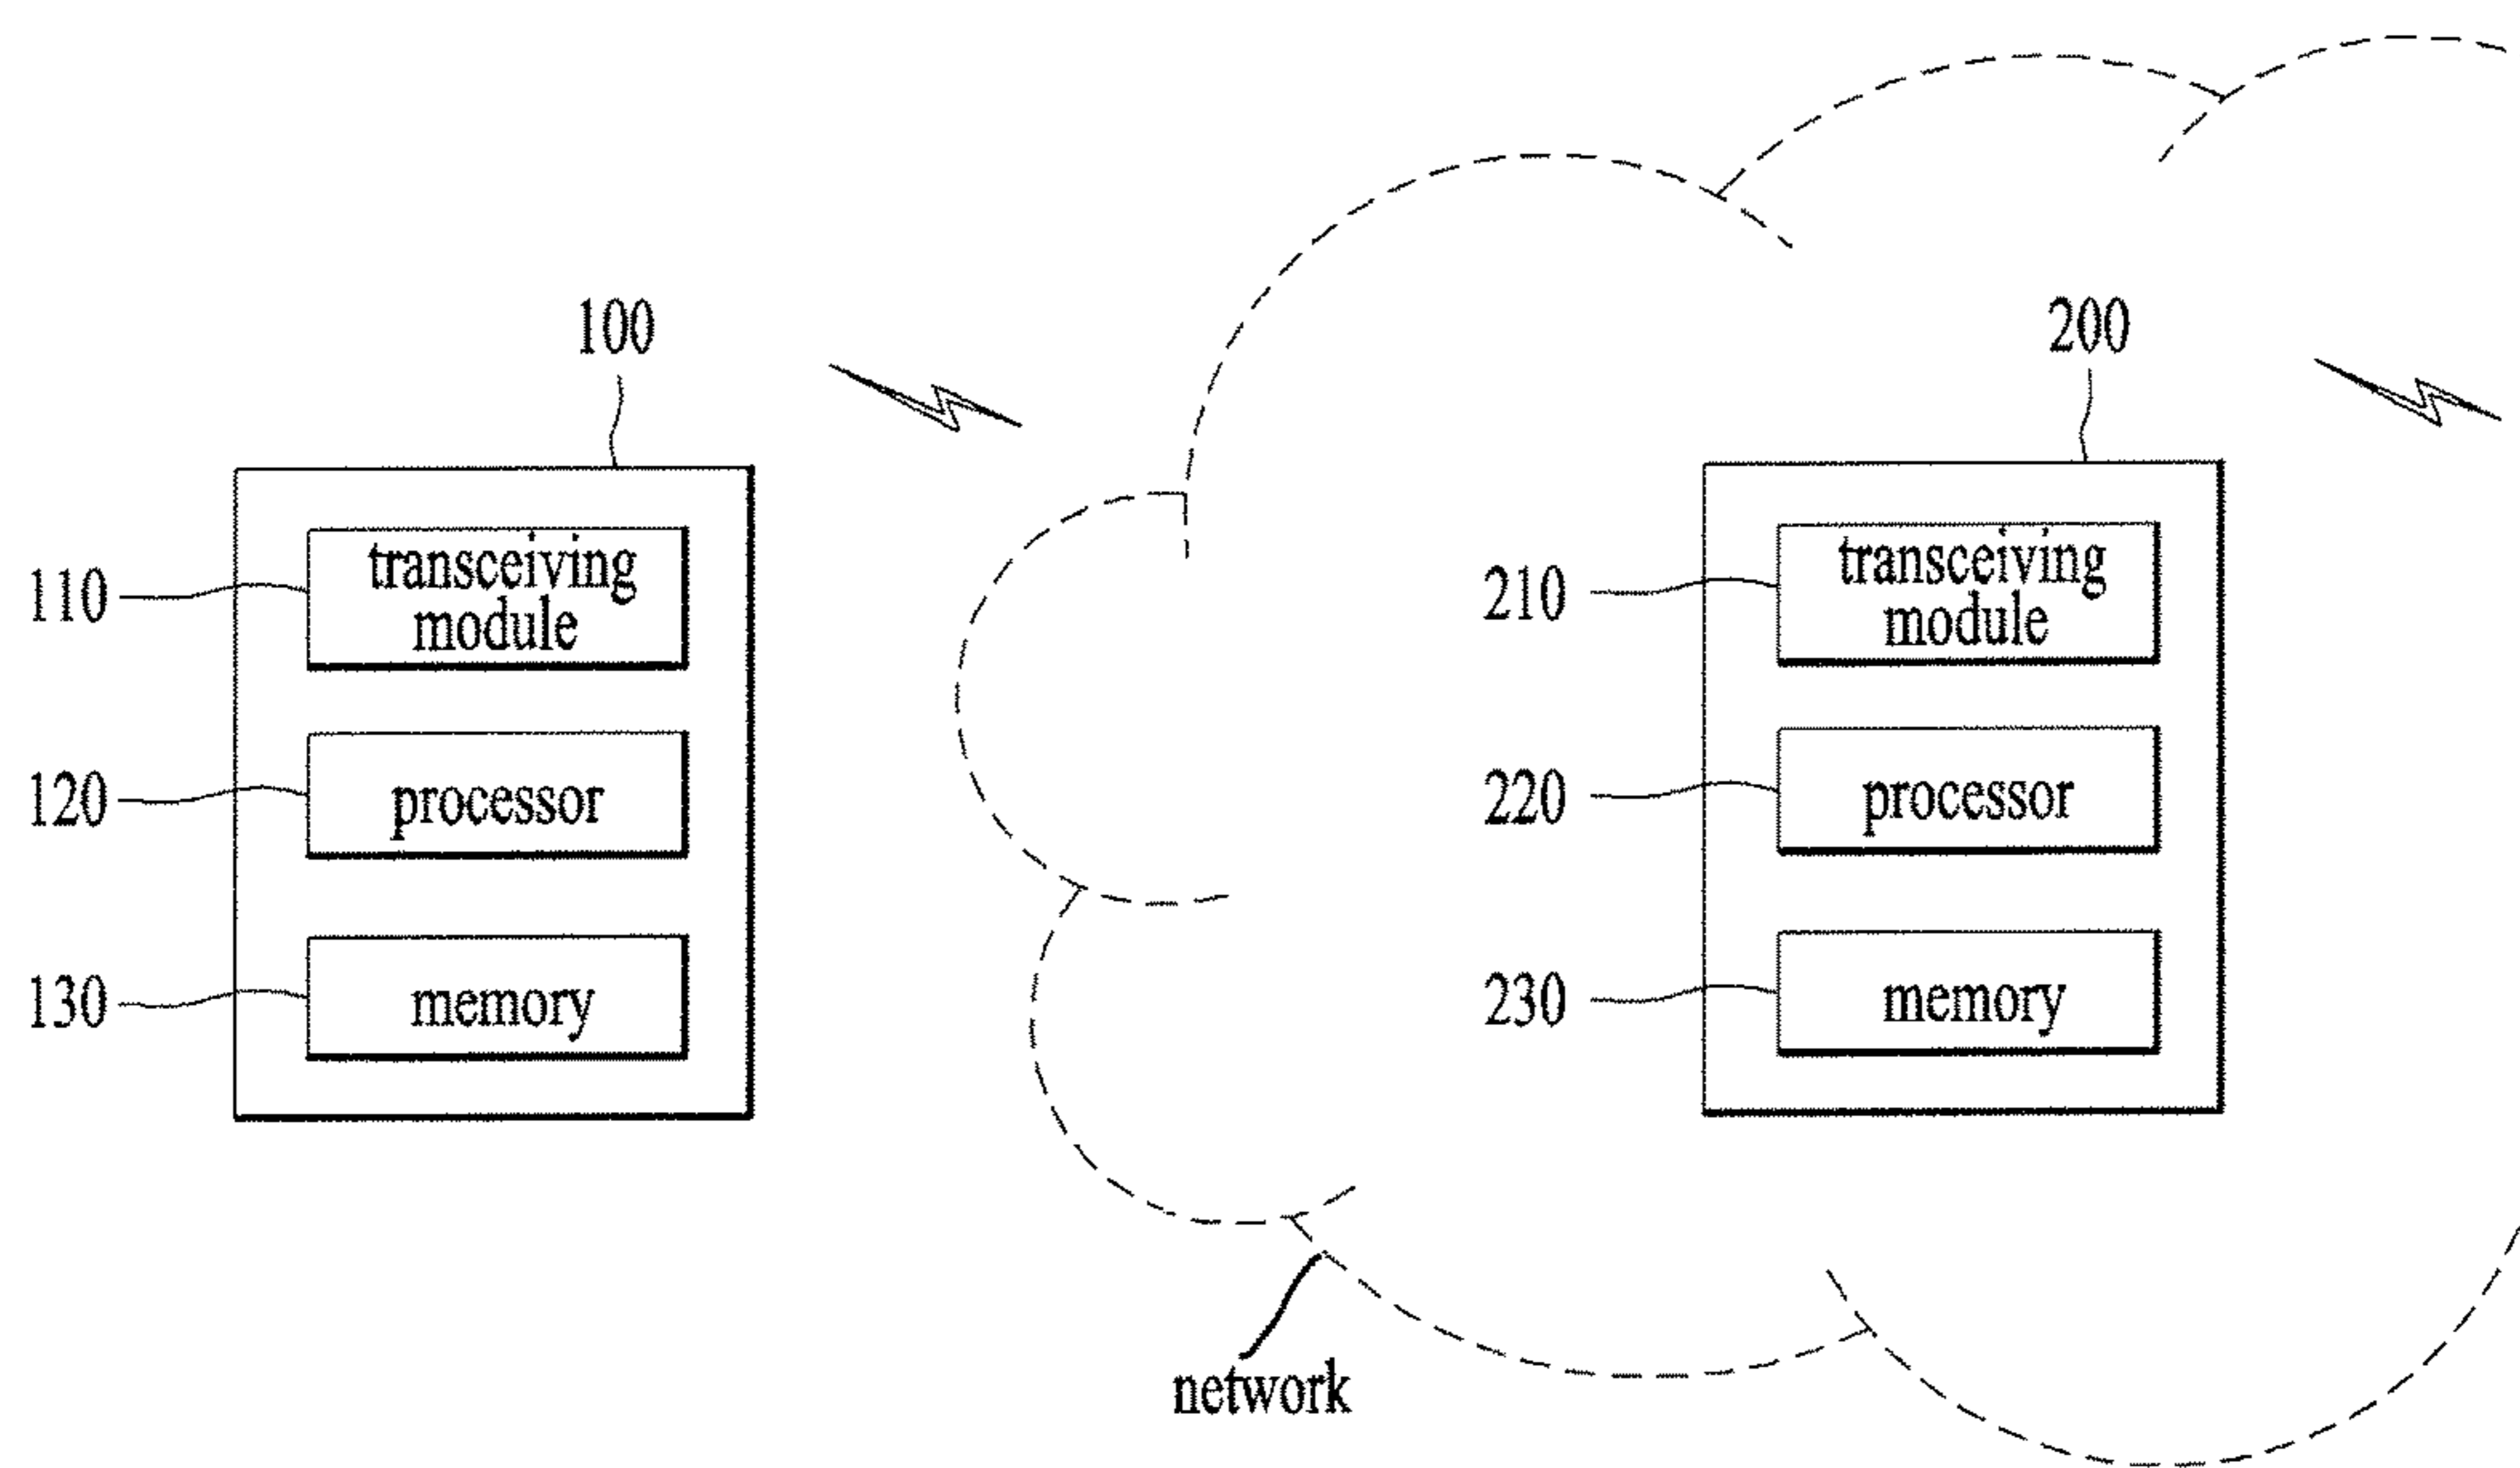 100
110
transceiving
module
120
processor
130
memory
200
210
transceiving
module
220
processor
230
memory
network